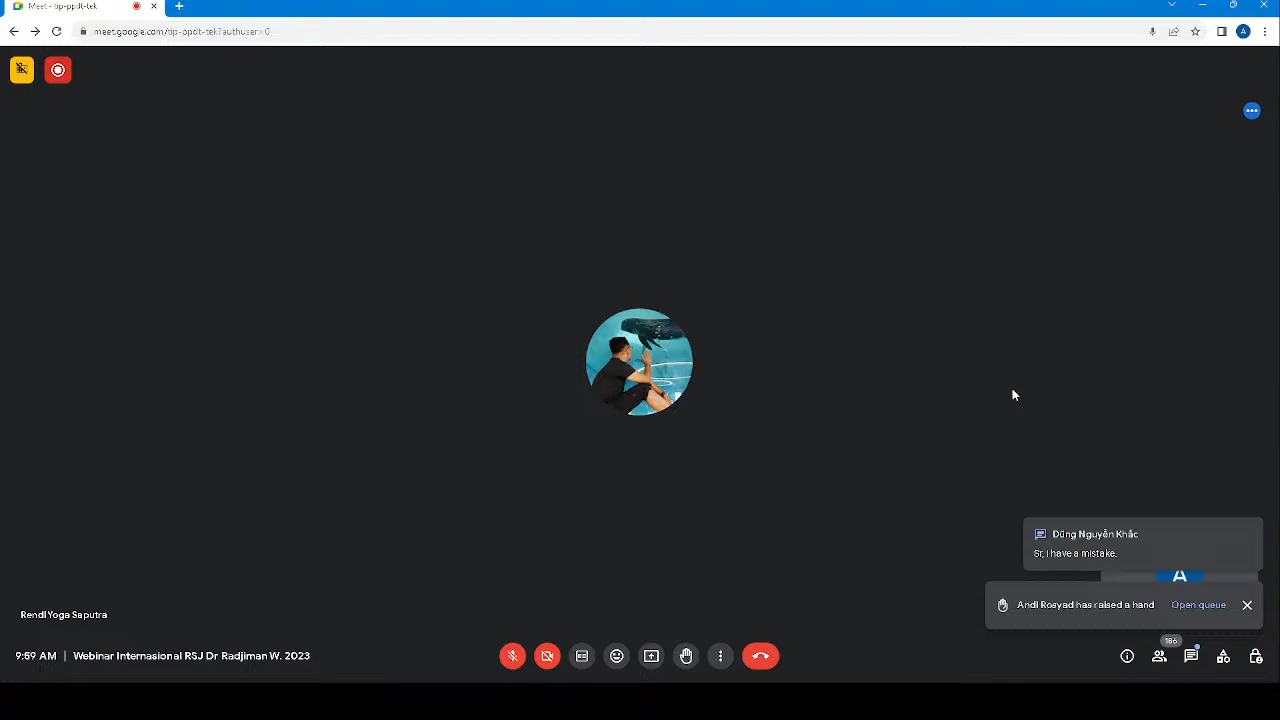 Meet - tip-ppdt-tek
meet.google.com/tip-ppdt-tek?authuser=0
A
Dũng Nguyễn Khắc
Sr, I have a mistake.
A
Andi Rosyad has raised a hand Open queue
Rendi Yoga Saputra
186
9:59 AM | Webinar Internasional RSJ Dr Radjiman W. 2023